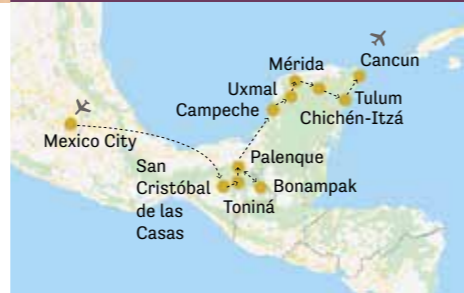 Mérida
Cancun
Uxmal
Campeche
Tulum
Chichén-Itzá
Mexico City
San
Cristóbal
de las
Casas
Palenque
Bonampak
Toniná